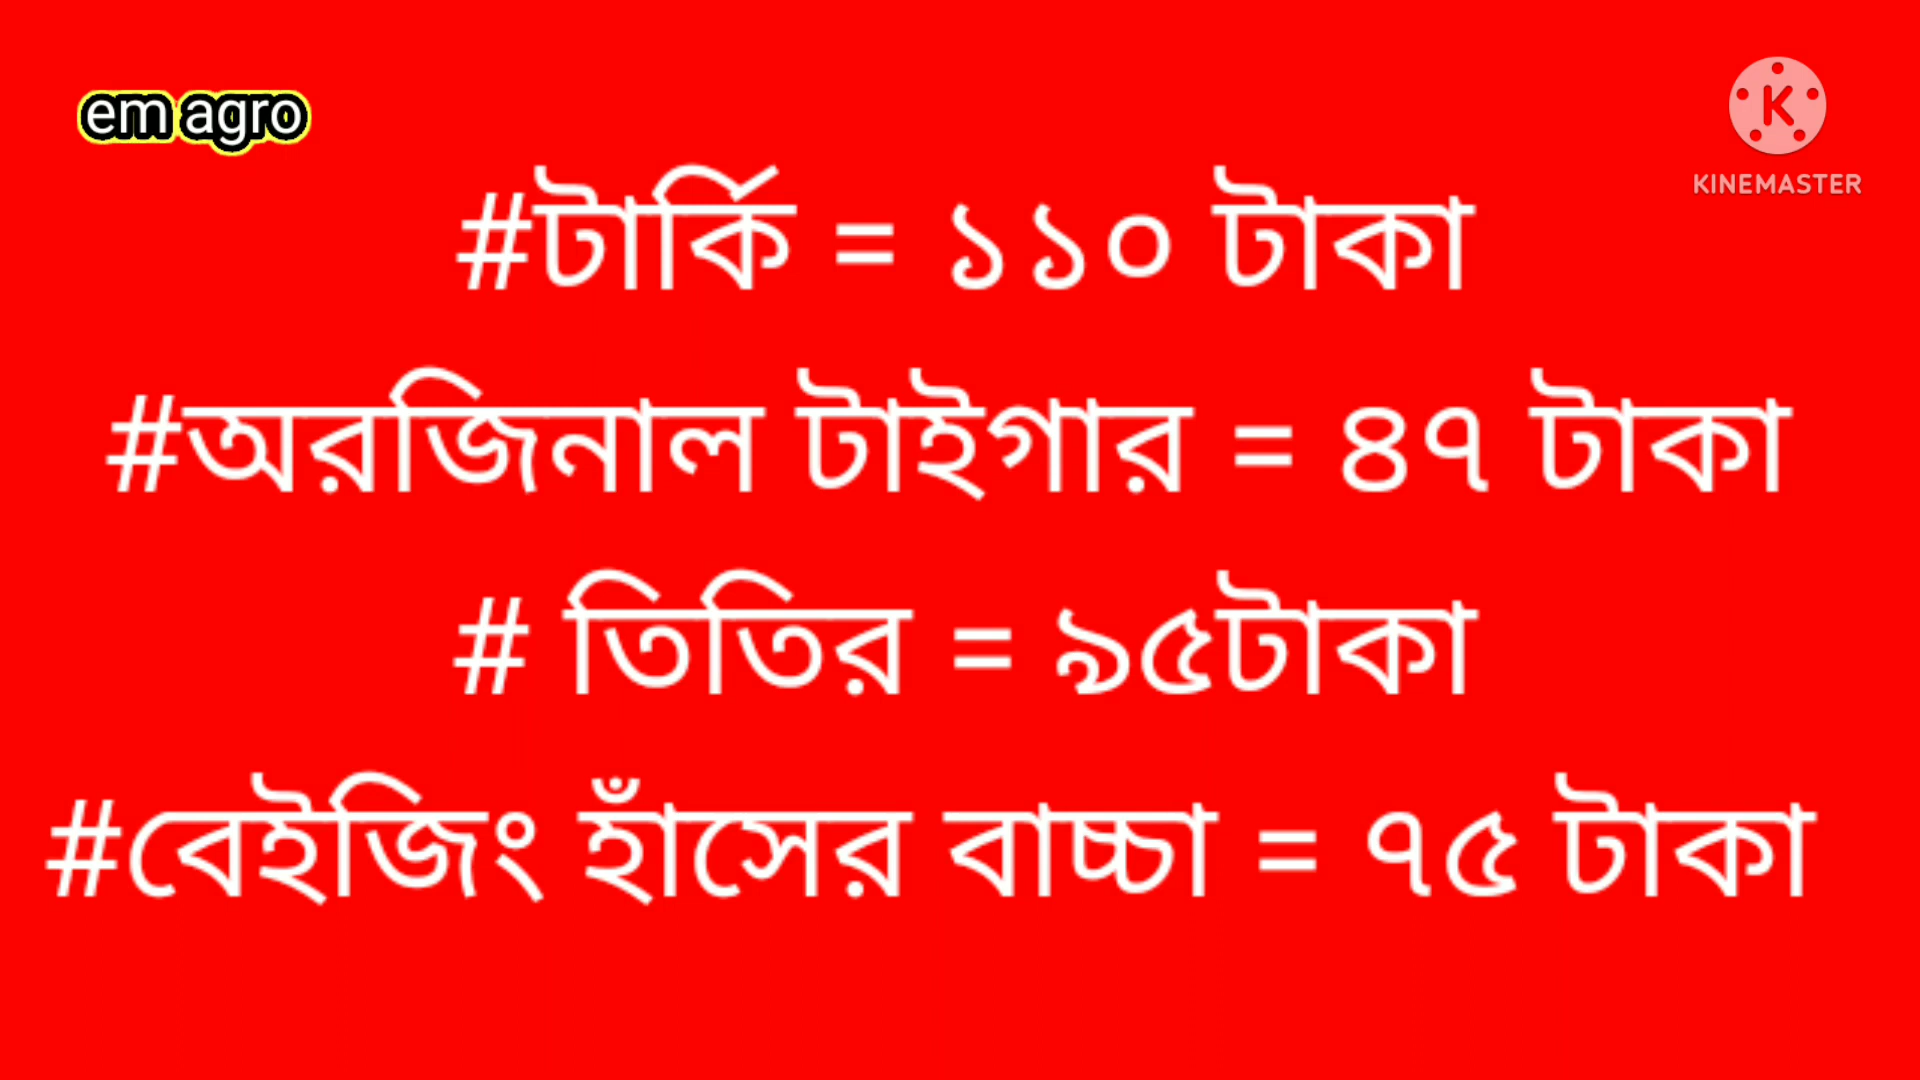 em agro
KINEMASTER
#টার্কি = ১১০ টাকা
#অরজিনাল টাইগার = ৪৭ টাকা
# তিতির = ৯৫টাকা
#বেইজিং হাঁসের বাচ্চা = ৭৫ টাকা